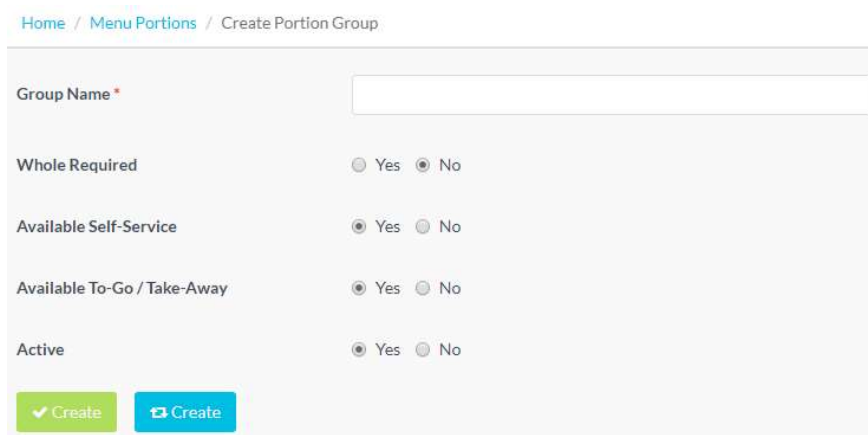 Home / Menu Portions / Create Portion Group
Group Name *
Whole Required Yes No
Available Self-Service Yes No
Available To-Go / Take-Away Yes No
Active Yes No
Create Create